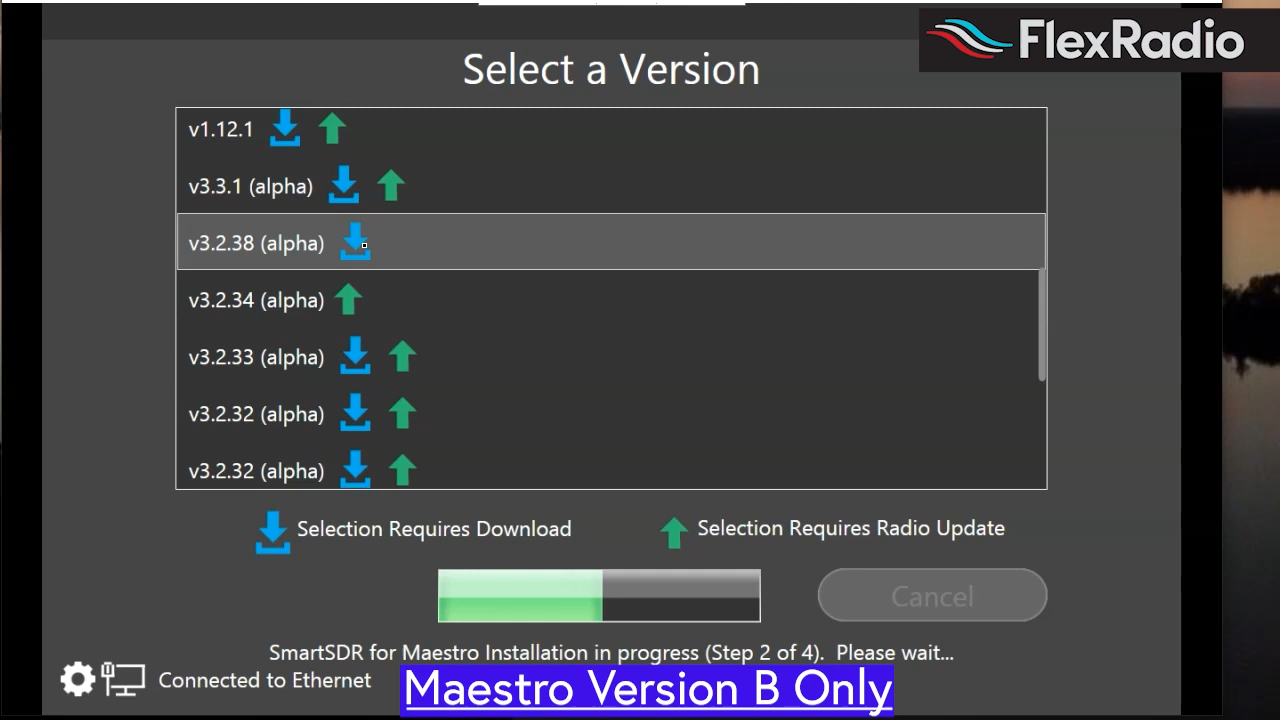 FlexRadio
Select a Version
v1.12.1
v3.3.1 (alpha)
v3.2.38 (alpha)
v3.2.34 (alpha)
v3.2.33 (alpha)
v3.2.32 (alpha)
v3.2.32 (alpha)
Selection Requires Download
Selection Requires Radio Update
Cancel
SmartSDR for Maestro Installation in progress (Step 2 of 4). Please wait...
Connected to Ethernet
Maestro Version B Only